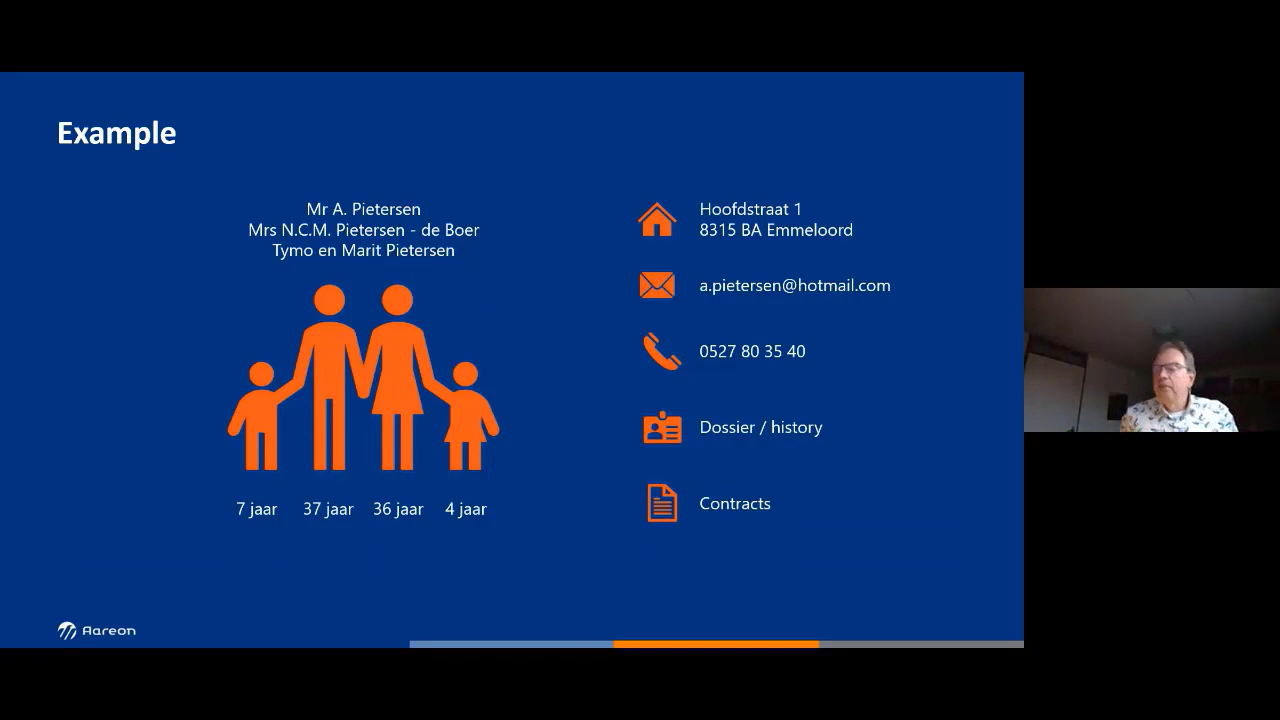 Example
Mr A. Pietersen
Mrs N.C.M. Pietersen - de Boer
Tymo en Marit Pietersen
7 jaar 37 jaar 36 jaar 4 jaar
Hoofdstraat 1
8315 BA Emmeloord
a.pietersen@hotmail.com
0527 80 35 40
Dossier / history
Contracts
Aareon